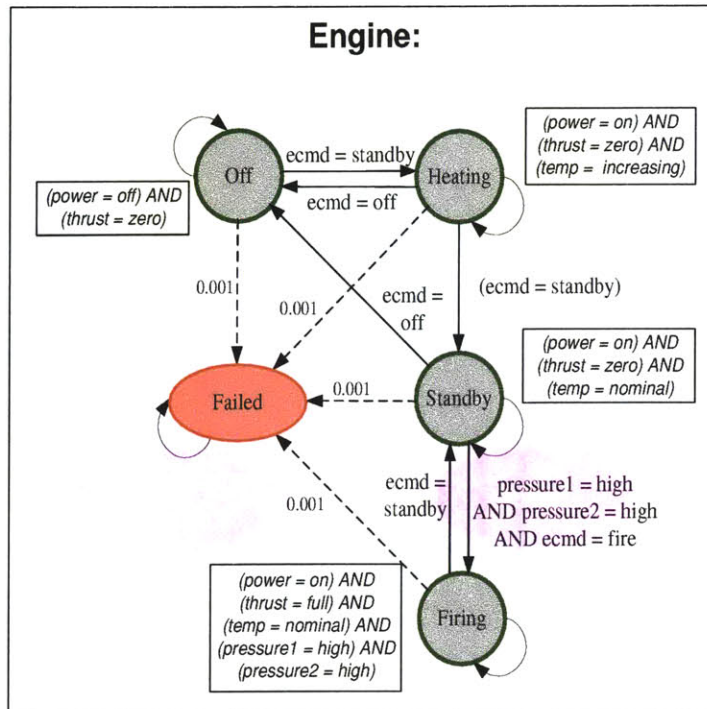 Engine:
(power = on) AND
(thrust = zero) AND
(temp = increasing)
Off
ecmd = standby
Heating
ecmd = off
(power = off) AND
(thrust = zero)
0.001
0.001
ecmd =
off
(ecmd = standby)
(power = on) AND
(thrust = zero) AND
(temp = nominal)
Failed
0.001
Standby
0.001
ecmd =
standby
pressure1 = high
AND pressure2 = high
AND ecmd = fire
(power = on) AND
(thrust = full) AND
(temp = nominal) AND
(pressure1 = high) AND
(pressure2 = high)
Firing